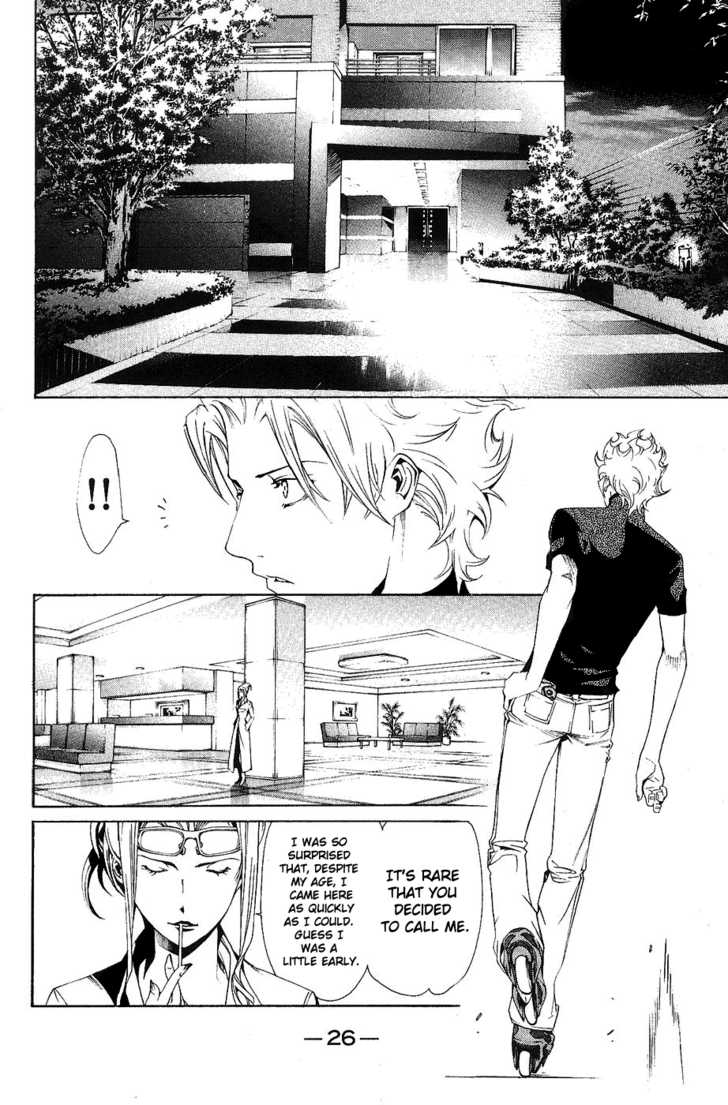 !!
IT'S RARE
THAT YOU
DECIDED
TO CALL ME.
I WAS SO
SURPRISED
THAT, DESPITE
MY AGE, I
CAME HERE
AS QUICKLY
AS I COULD.
GUESS I
WAS A
LITTLE EARLY.
—26—